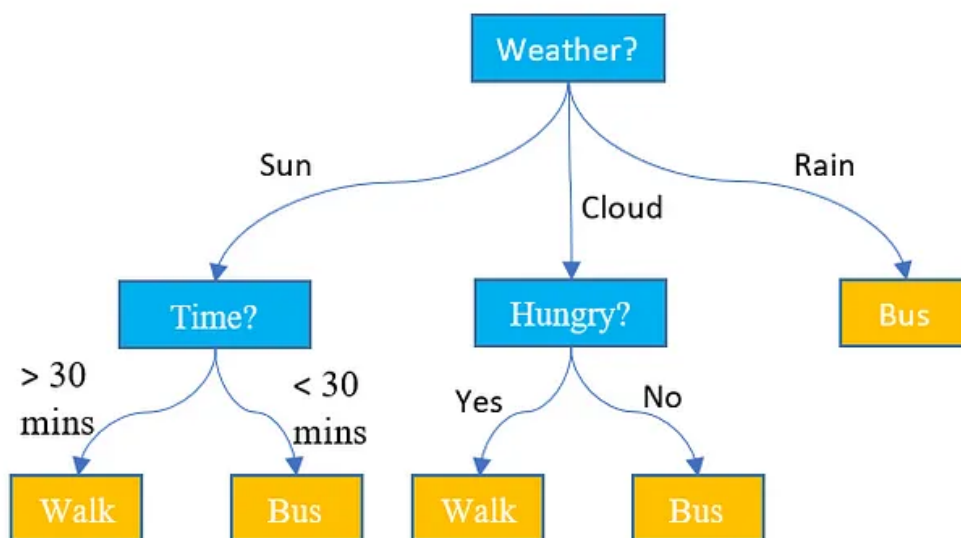 Weather?
Sun
Cloud
Rain
Time?
Hungry?
Bus
> 30
mins
< 30
mins
Yes
No
Walk
Bus
Walk
Bus